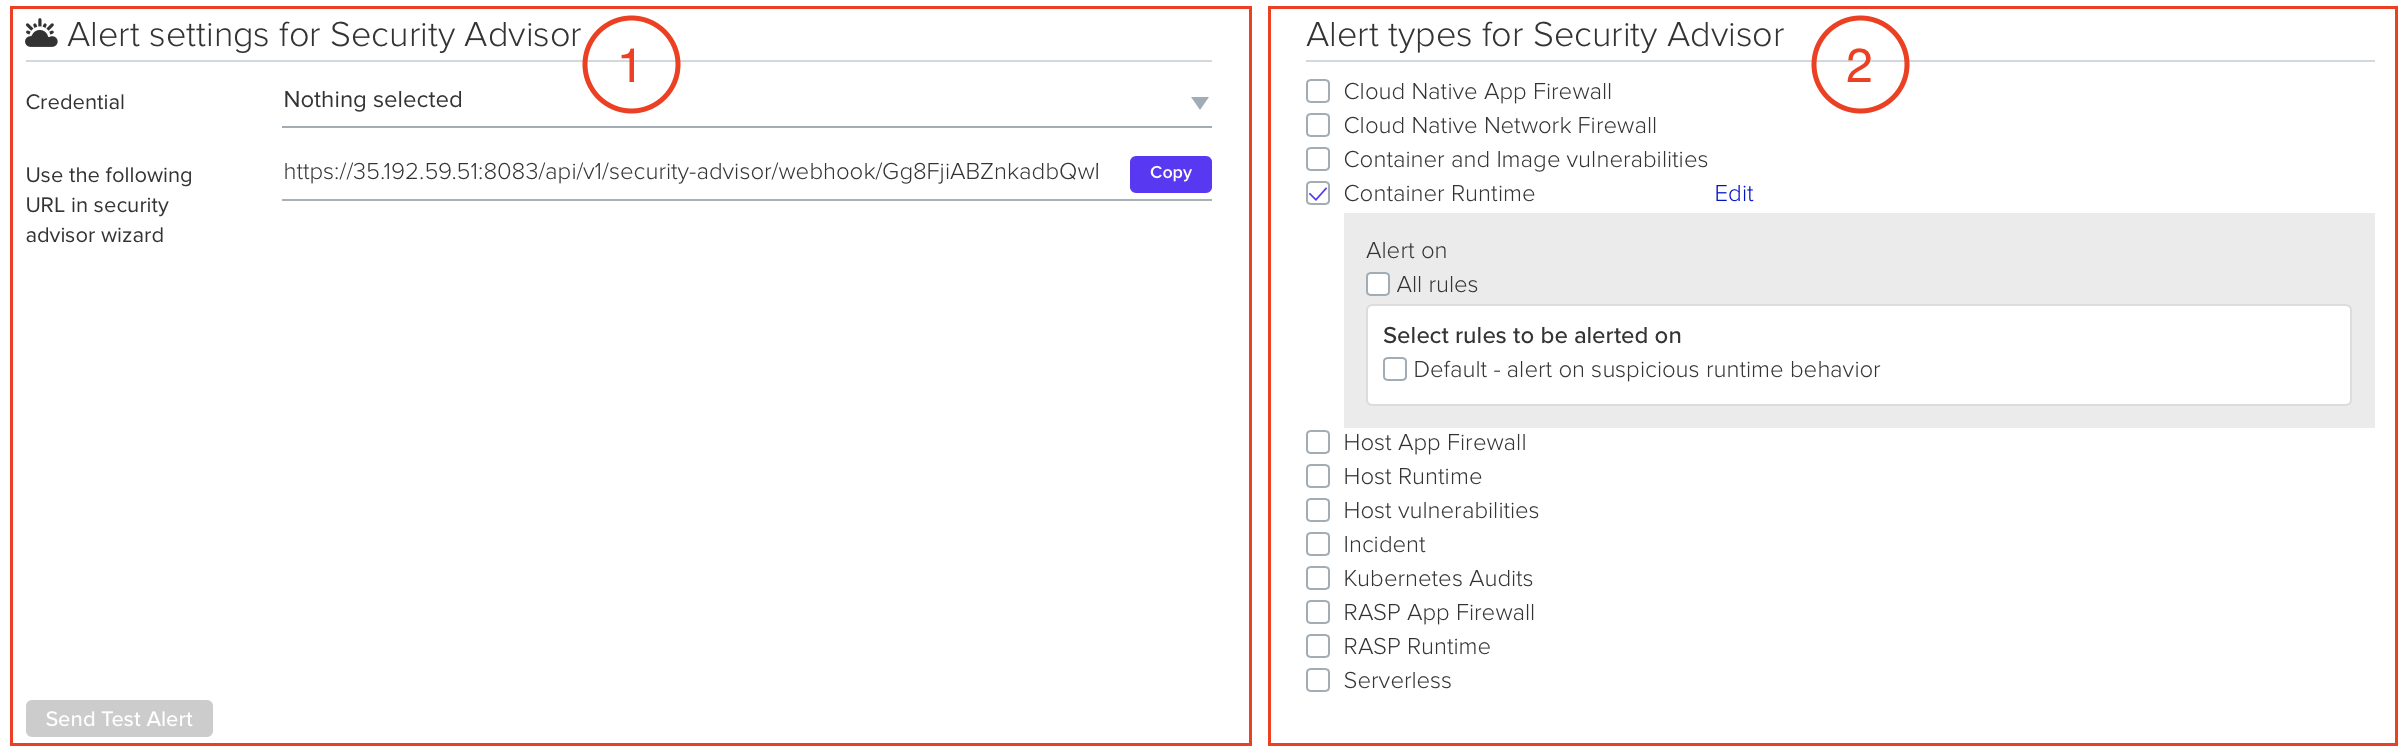 Alert settings for Security Advisor
1
Credential
Nothing selected
Use the following
URL in security
advisor wizard
https://35.192.59.51:8083/api/v1/security-advisor/webhook/Gg8FjiABZnkadbQwI
Copy
Send Test Alert
Alert types for Security Advisor
2
Cloud Native App Firewall
Cloud Native Network Firewall
Container and Image vulnerabilities
Container Runtime Edit
Alert on
All rules
Select rules to be alerted on
Default - alert on suspicious runtime behavior
Host App Firewall
Host Runtime
Host vulnerabilities
Incident
Kubernetes Audits
RASP App Firewall
RASP Runtime
Serverless